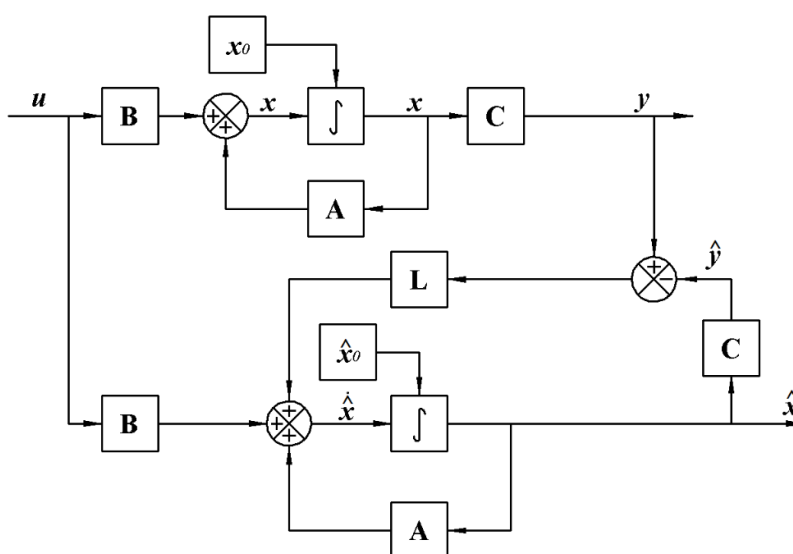 x₀
u B + + x ∫ x C y
A
L + − ŷ
x̂₀ C
B + + + x̂̇ ∫ x̂
A